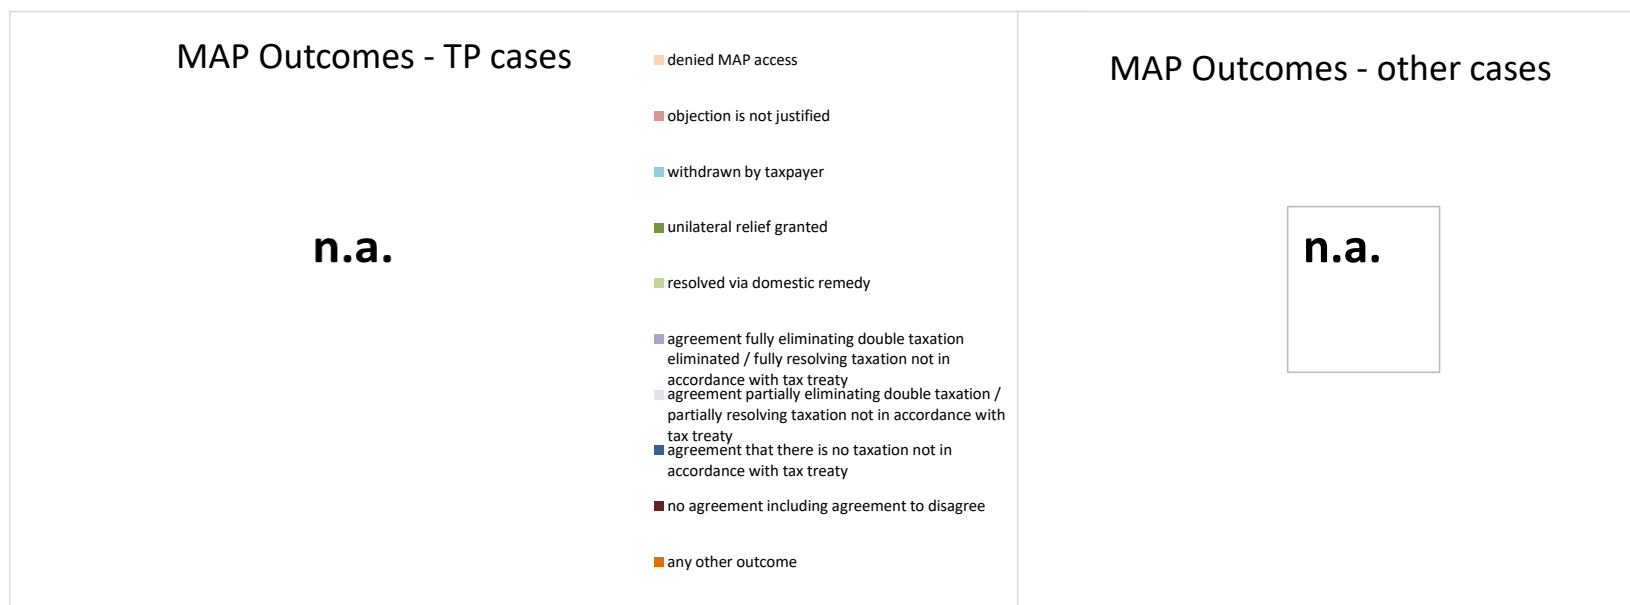 MAP Outcomes - TP cases
n.a.
denied MAP access
objection is not justified
withdrawn by taxpayer
unilateral relief granted
resolved via domestic remedy
agreement fully eliminating double taxation
eliminated / fully resolving taxation not in
accordance with tax treaty
agreement partially eliminating double taxation /
partially resolving taxation not in accordance with
tax treaty
agreement that there is no taxation not in
accordance with tax treaty
no agreement including agreement to disagree
any other outcome
MAP Outcomes - other cases
n.a.